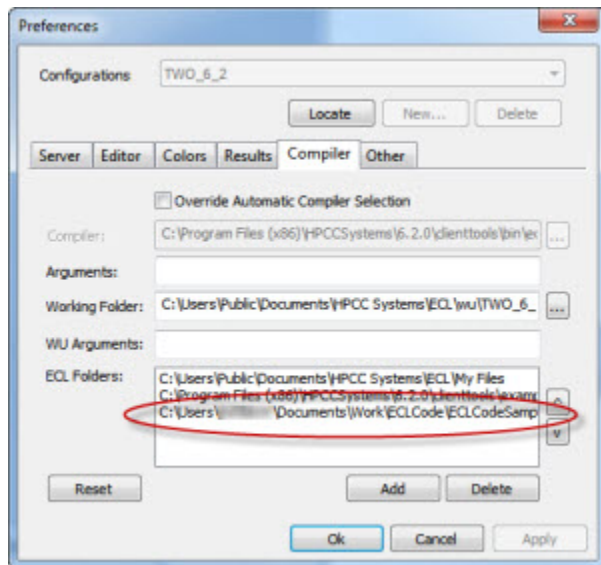 Preferences
Configurations TWO_6_2
Locate New... Delete
Server Editor Colors Results Compiler Other
Override Automatic Compiler Selection
Compiler: C:\Program Files (x86)\HPCCSystems\6.2.0\clienttools\bin\ec ...
Arguments:
Working Folder: C:\Users\Public\Documents\HPCC Systems\ECL\wu\TWO_6_ ...
WU Arguments:
ECL Folders: C:\Users\Public\Documents\HPCC Systems\ECL\My Files
C:\Program Files (x86)\HPCCSystems\6.2.0\clienttools\examp
C:\Users\ \Documents\Work\ECLCode\ECLCodeSamp
Reset Add Delete
Ok Cancel Apply